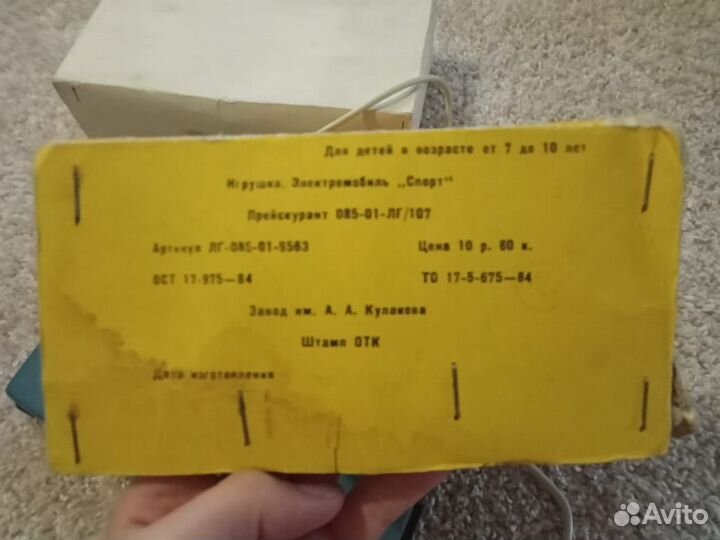 Для детей в возрасте от 7 до 10 лет
Игрушка. Электромобиль „Спорт“
Прейскурант 085-01-ЛГ/107
Артикул ЛГ-085-01-9563 Цена 10 р. 60 к.
ОСТ 17-975—84 ТО 17-5-675—84
Завод им. А. А. Кулакова
Штамп ОТК
Дата изготовления
Avito